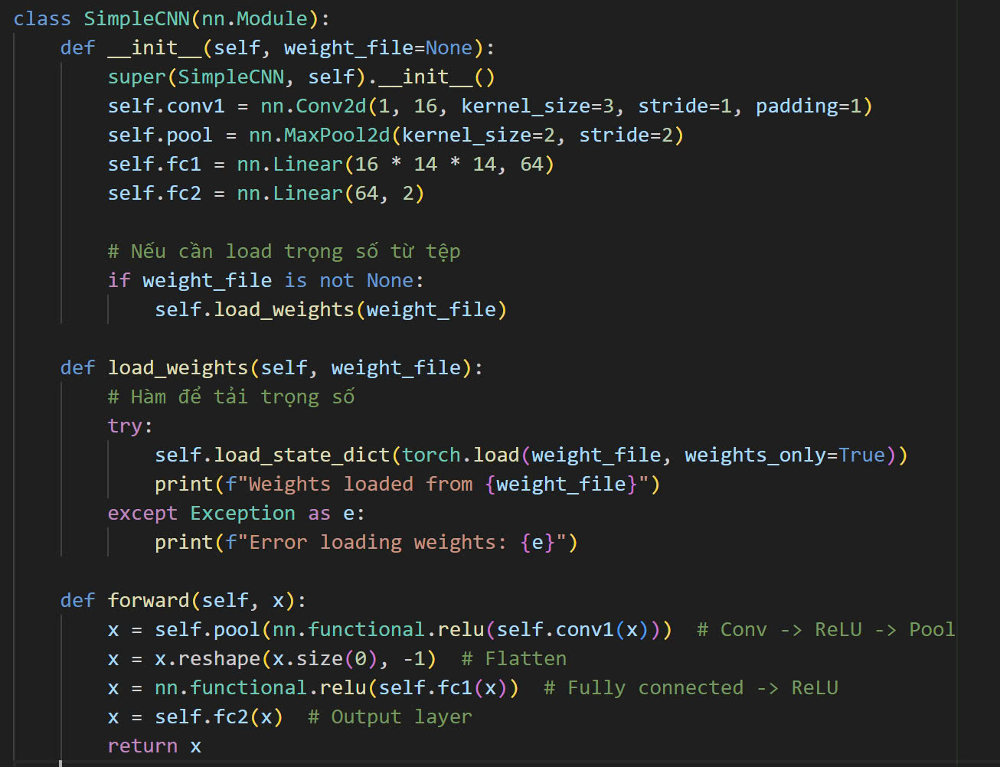 class SimpleCNN(nn.Module):
    def __init__(self, weight_file=None):
        super(SimpleCNN, self).__init__()
        self.conv1 = nn.Conv2d(1, 16, kernel_size=3, stride=1, padding=1)
        self.pool = nn.MaxPool2d(kernel_size=2, stride=2)
        self.fc1 = nn.Linear(16 * 14 * 14, 64)
        self.fc2 = nn.Linear(64, 2)

        # Nếu cần load trọng số từ tệp
        if weight_file is not None:
            self.load_weights(weight_file)

    def load_weights(self, weight_file):
        # Hàm để tải trọng số
        try:
            self.load_state_dict(torch.load(weight_file, weights_only=True))
            print(f"Weights loaded from {weight_file}")
        except Exception as e:
            print(f"Error loading weights: {e}")

    def forward(self, x):
        x = self.pool(nn.functional.relu(self.conv1(x)))  # Conv -> ReLU -> Pool
        x = x.reshape(x.size(0), -1)  # Flatten
        x = nn.functional.relu(self.fc1(x))  # Fully connected -> ReLU
        x = self.fc2(x)  # Output layer
        return x